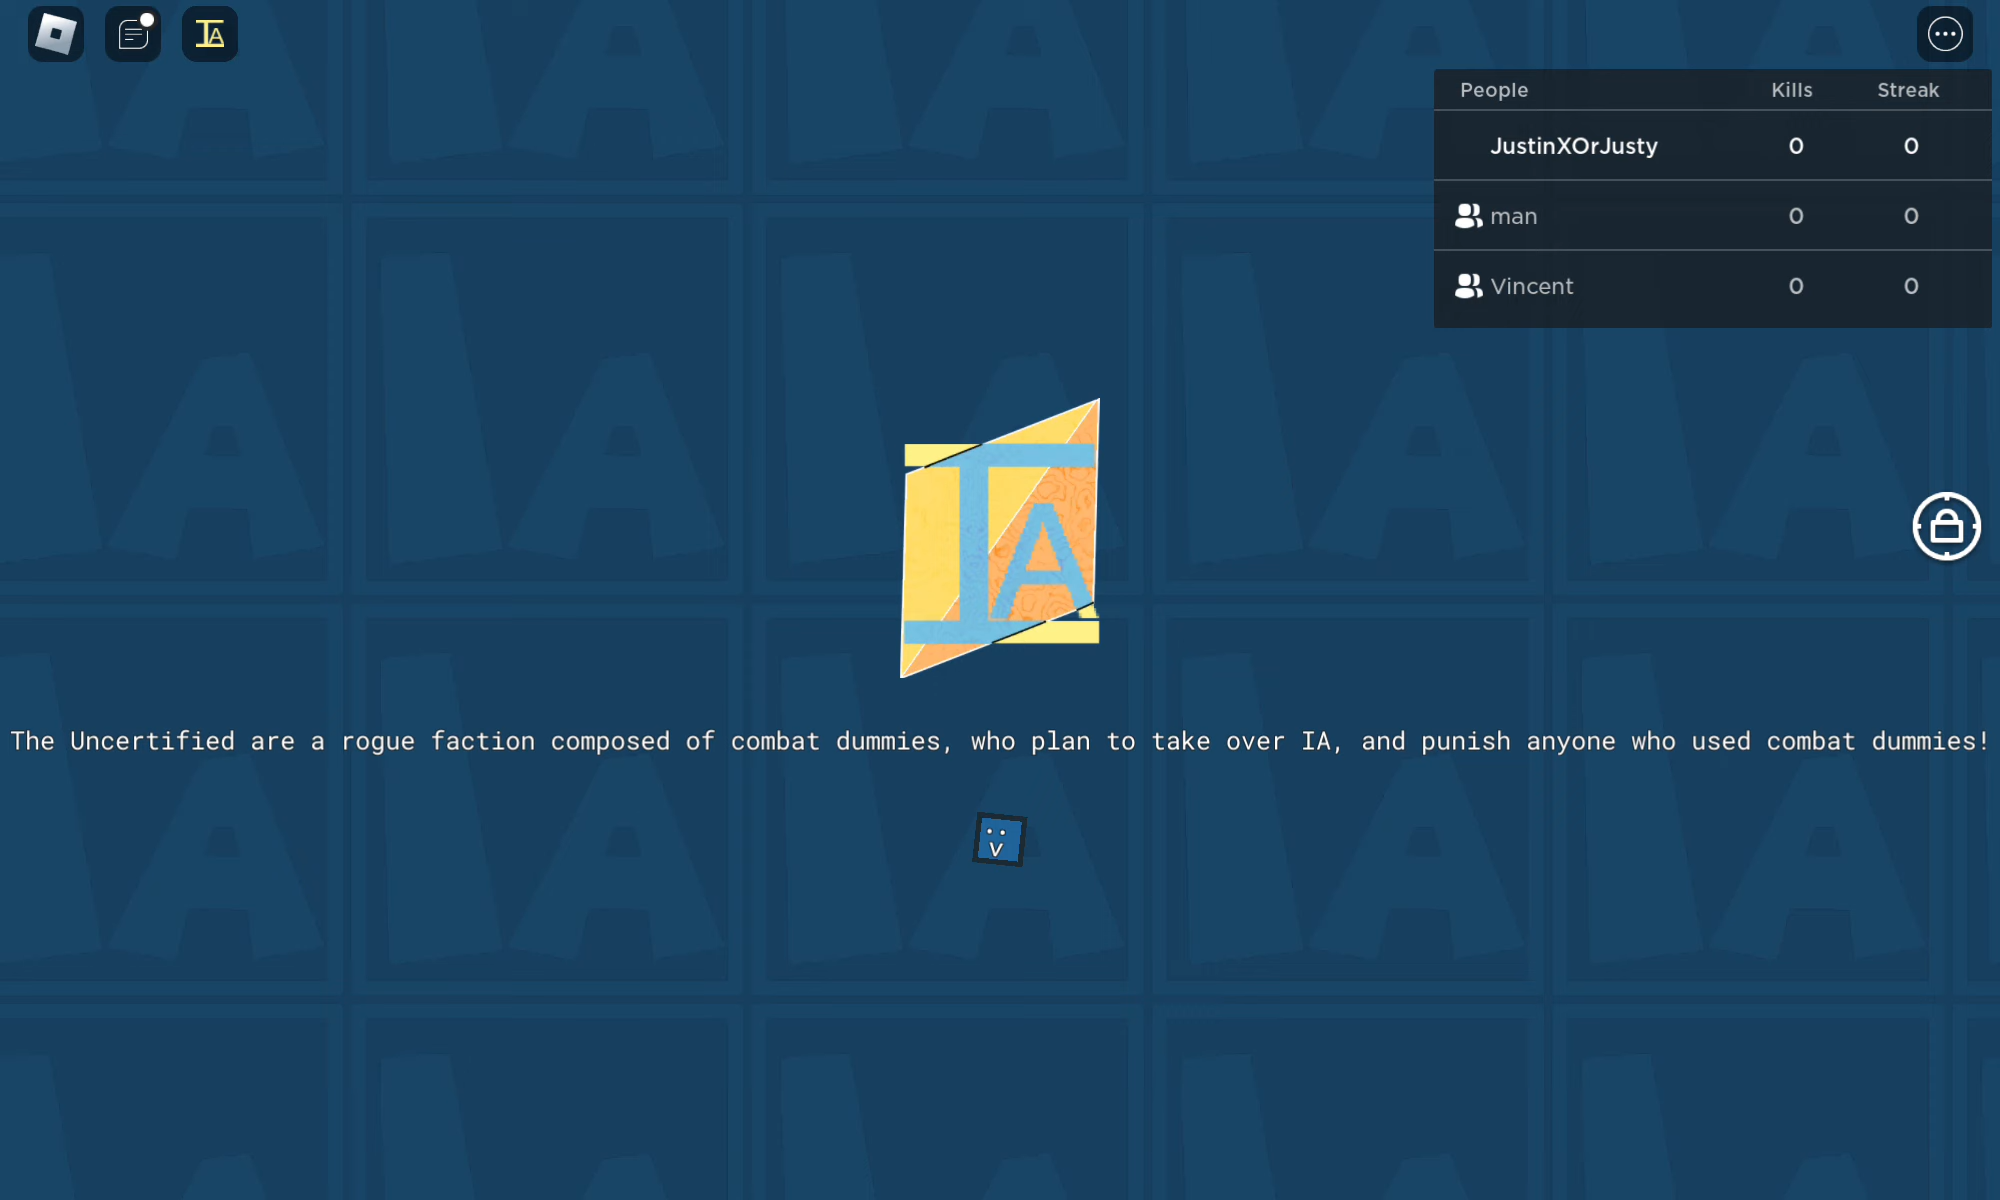 IA
People Kills Streak
JustinXOrJusty 0 0
man 0 0
Vincent 0 0
IA
The Uncertified are a rogue faction composed of combat dummies, who plan to take over IA, and punish anyone who used combat dummies!
v